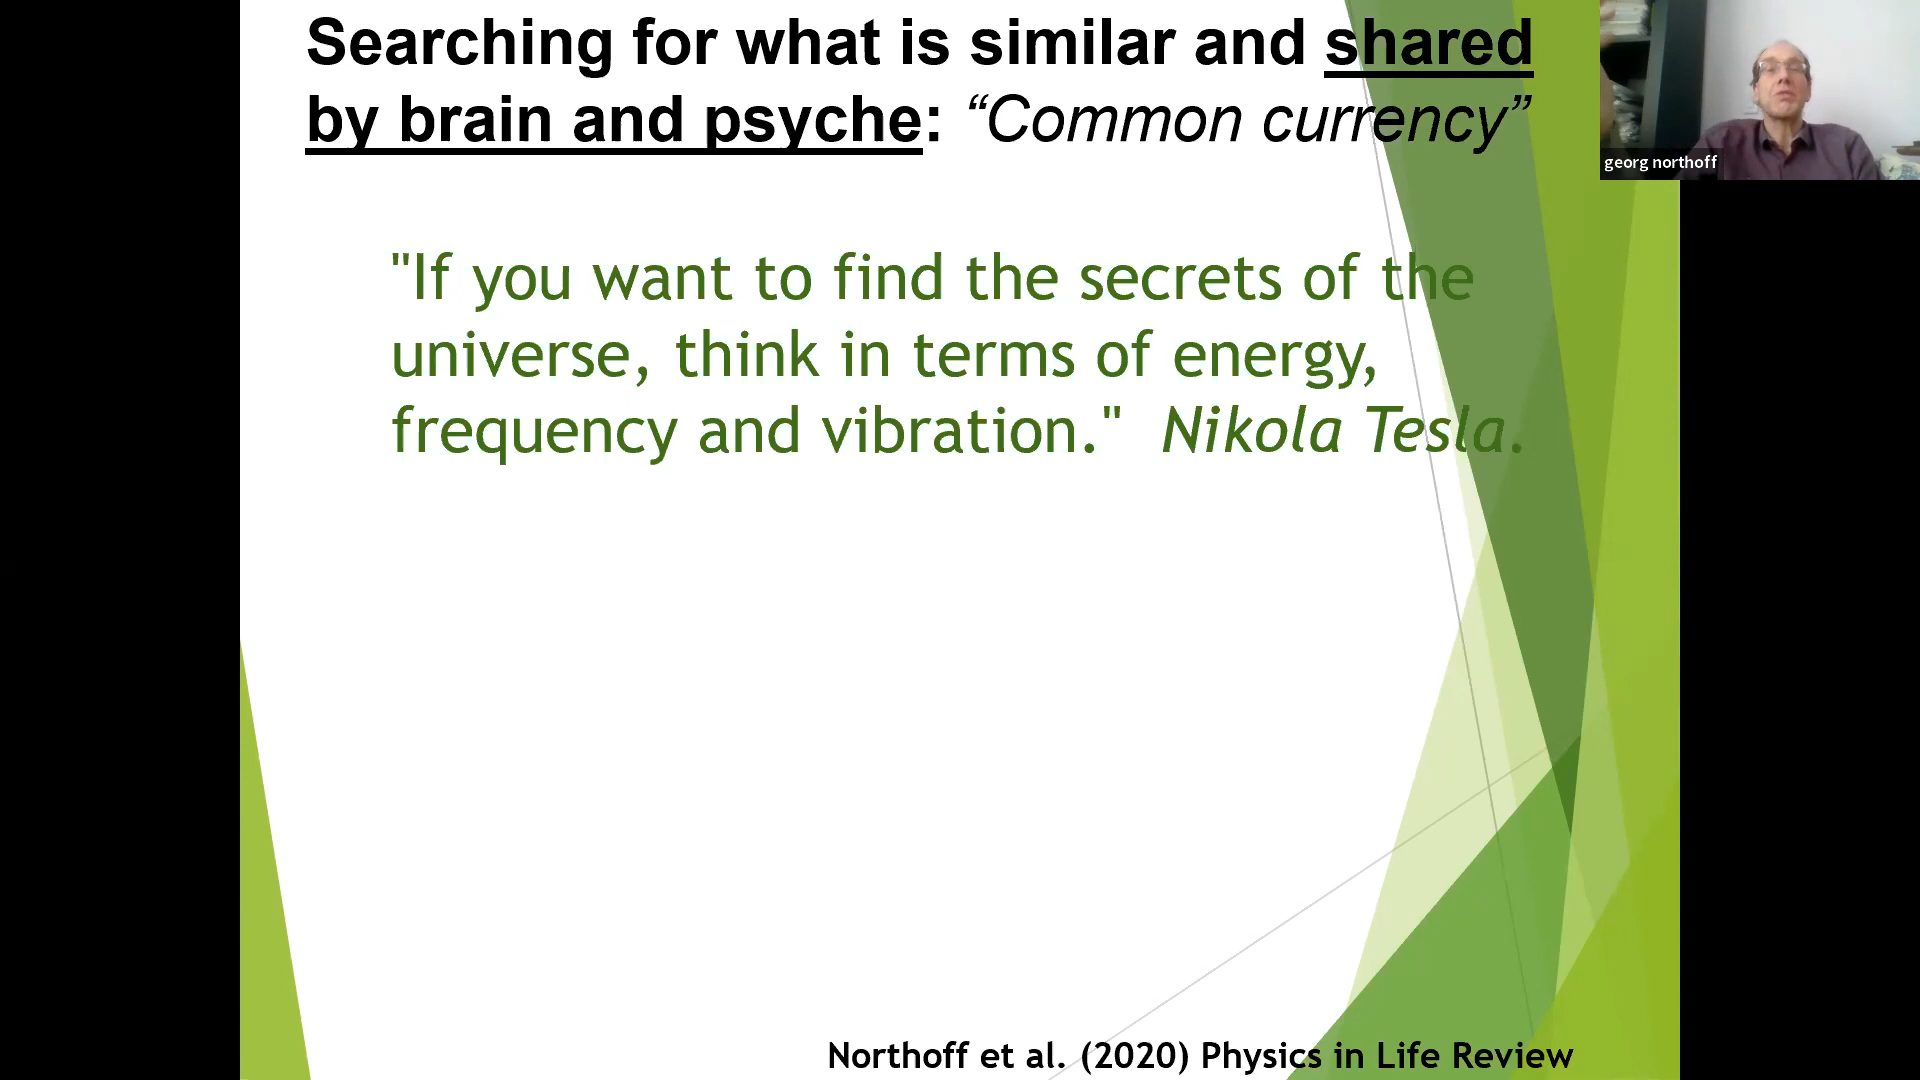 Searching for what is similar and shared
by brain and psyche: “Common currency”
georg northoff
"If you want to find the secrets of the
universe, think in terms of energy,
frequency and vibration." Nikola Tesla.
Northoff et al. (2020) Physics in Life Review